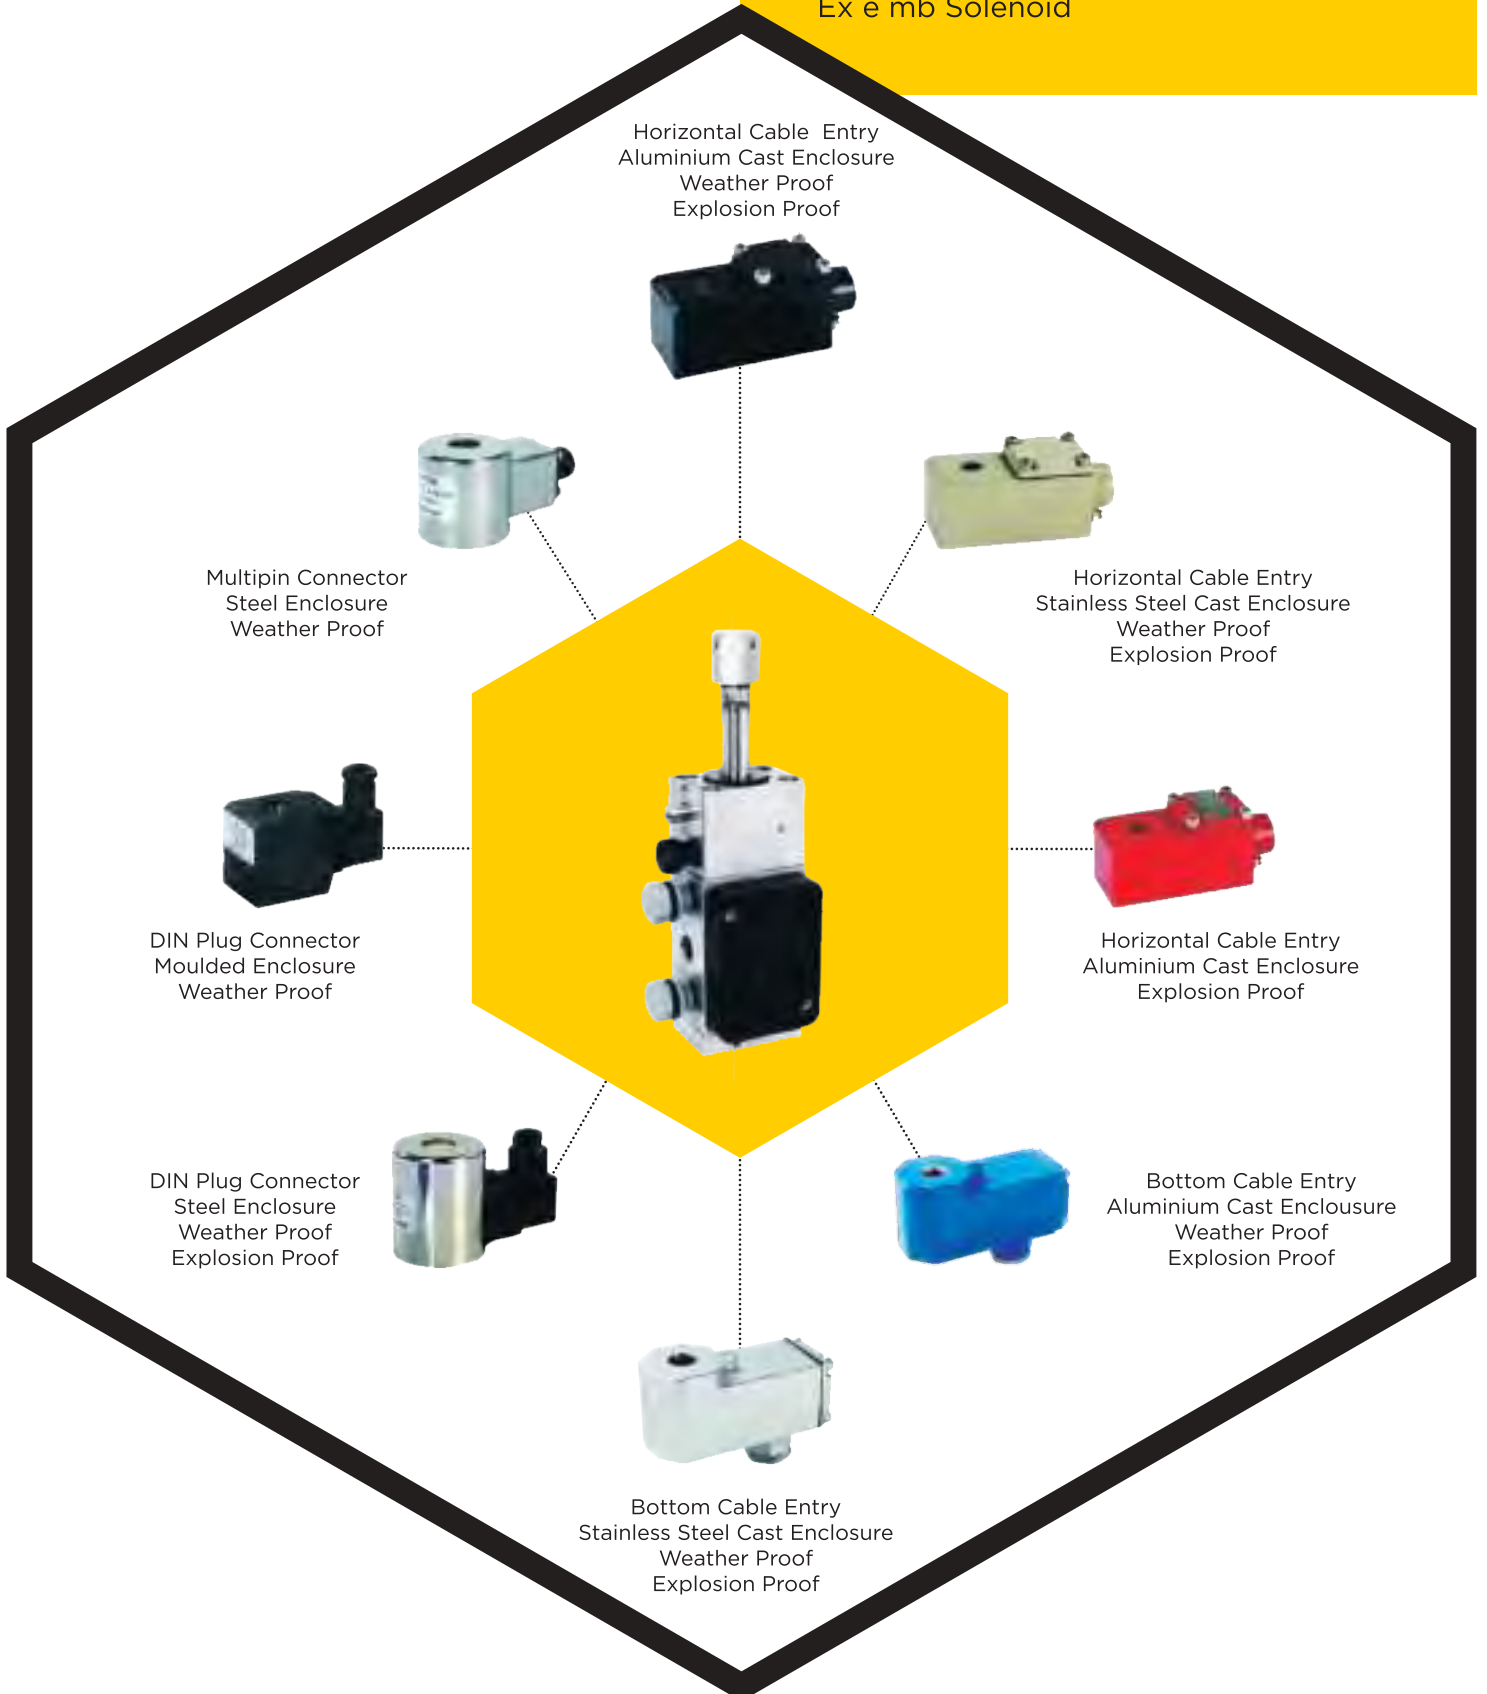 Ex e mb Solenoid
Horizontal Cable Entry
Aluminium Cast Enclosure
Weather Proof
Explosion Proof
Multipin Connector
Steel Enclosure
Weather Proof
Horizontal Cable Entry
Stainless Steel Cast Enclosure
Weather Proof
Explosion Proof
DIN Plug Connector
Moulded Enclosure
Weather Proof
Horizontal Cable Entry
Aluminium Cast Enclosure
Explosion Proof
DIN Plug Connector
Steel Enclosure
Weather Proof
Explosion Proof
Bottom Cable Entry
Aluminium Cast Enclousure
Weather Proof
Explosion Proof
Bottom Cable Entry
Stainless Steel Cast Enclosure
Weather Proof
Explosion Proof